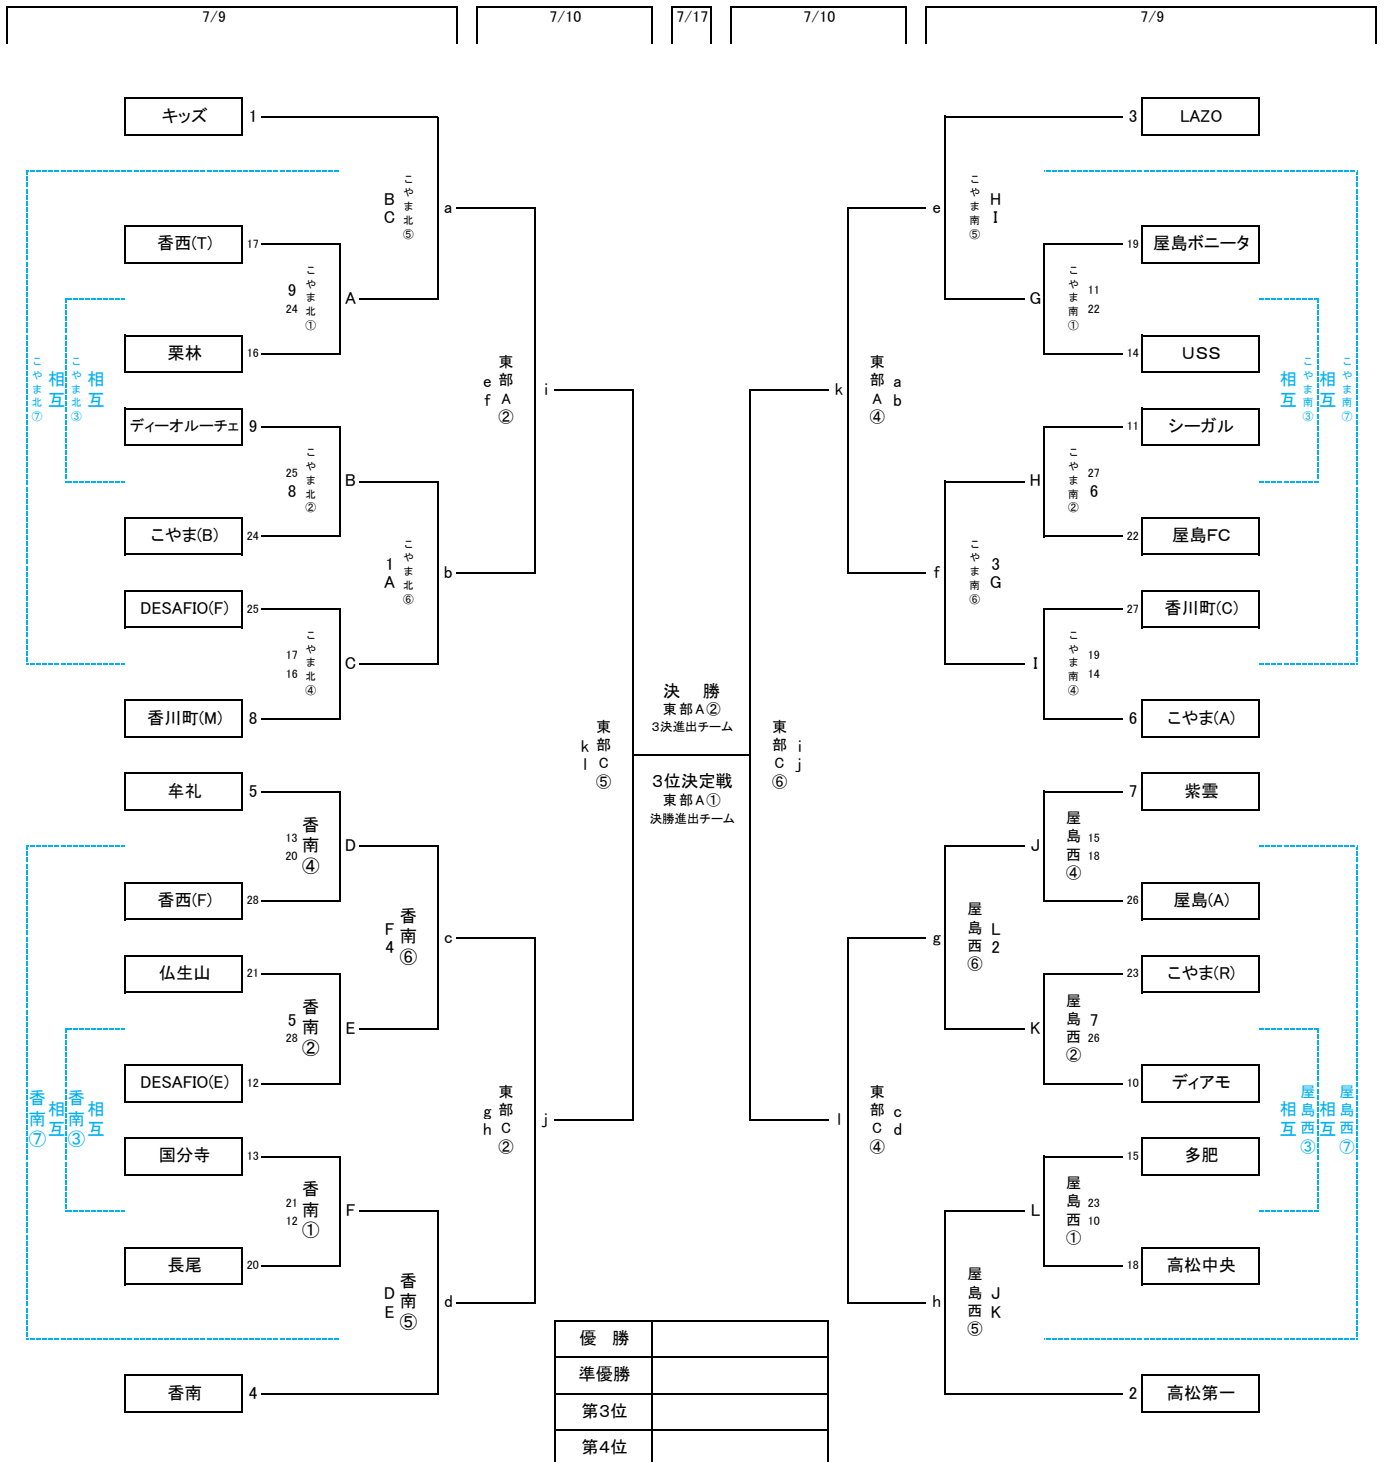 7/9 7/10 7/17 7/10 7/9
キッズ 1
3 LAZO
BC こやま北⑤ a
e こやま南⑤ HI
香西(T) 17
19 屋島ボニータ
9 24 こやま北① A
G こやま南① 11 22
栗林 16
14 USS
こやま北⑦ 相互 こやま北③ 相互
相互 こやま南③ 相互 こやま南⑦
ef 東部A② i
k 東部A④ ab
ディーオルーチェ 9
11 シーガル
25 8 こやま北② B
H こやま南② 27 6
こやま(B) 24
22 屋島FC
1A こやま北⑥ b
f こやま南⑥ 3G
DESAFIO(F) 25
27 香川町(C)
17 16 こやま北④ C
I こやま南④ 19 14
香川町(M) 8
6 こやま(A)
決 勝
東部A②
3決進出チーム
kl 東部C⑤
東部C⑥ ij
3位決定戦
東部A①
決勝進出チーム
牟礼 5
7 紫雲
13 20 香南④ D
J 屋島西④ 15 18
香西(F) 28
26 屋島(A)
F4 香南⑥ c
g 屋島西⑥ L2
仏生山 21
23 こやま(R)
5 28 香南② E
K 屋島西② 7 26
DESAFIO(E) 12
10 ディアモ
香南⑦ 相互 香南③ 相互
相互 屋島西③ 相互 屋島西⑦
gh 東部C② j
l 東部C④ cd
国分寺 13
15 多肥
21 12 香南① F
L 屋島西① 23 10
長尾 20
18 高松中央
DE 香南⑤ d
h 屋島西⑤ JK
香南 4
2 高松第一
優 勝
準優勝
第3位
第4位